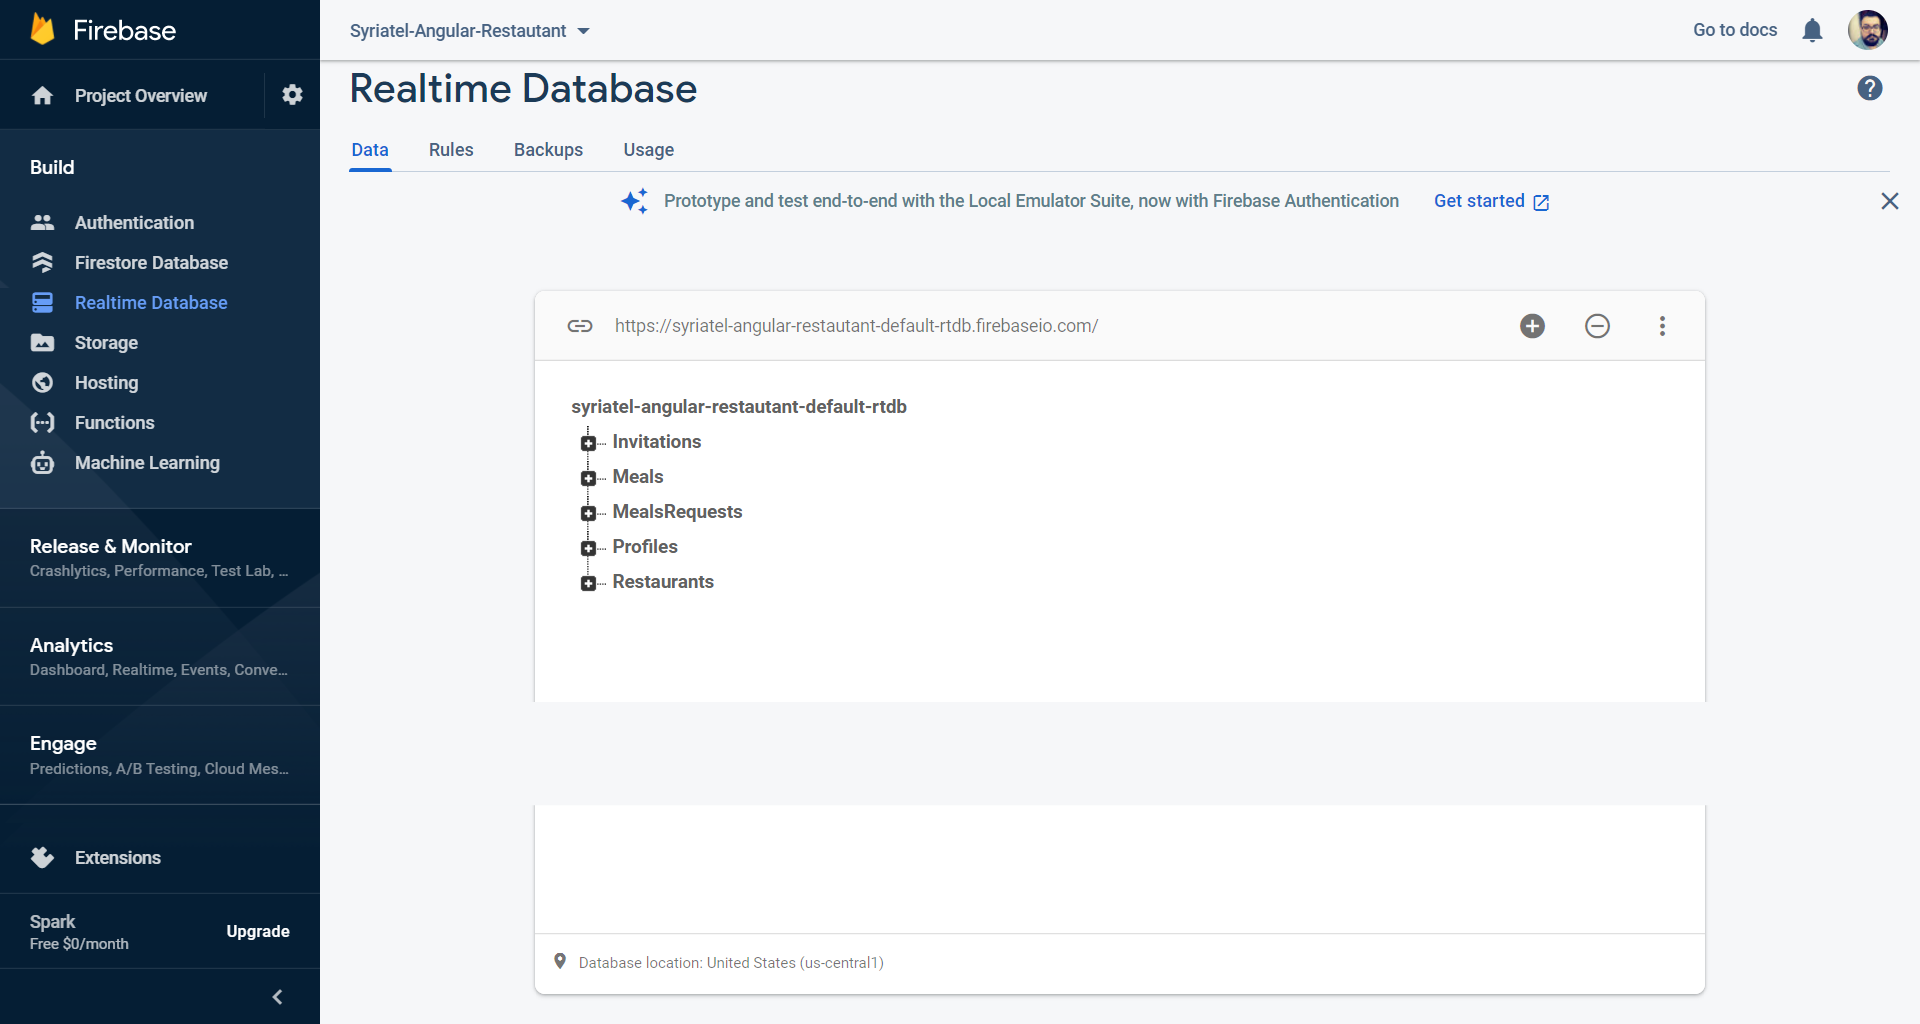 Firebase
Project Overview
Build
Authentication
Firestore Database
Realtime Database
Storage
Hosting
Functions
Machine Learning
Release & Monitor
Crashlytics, Performance, Test Lab, ...
Analytics
Dashboard, Realtime, Events, Conve...
Engage
Predictions, A/B Testing, Cloud Mes...
Extensions
Spark
Free $0/month
Upgrade
Syriatel-Angular-Restautant
Go to docs
Realtime Database
Data Rules Backups Usage
Prototype and test end-to-end with the Local Emulator Suite, now with Firebase Authentication Get started
https://syriatel-angular-restautant-default-rtdb.firebaseio.com/
syriatel-angular-restautant-default-rtdb
Invitations
Meals
MealsRequests
Profiles
Restaurants
Database location: United States (us-central1)